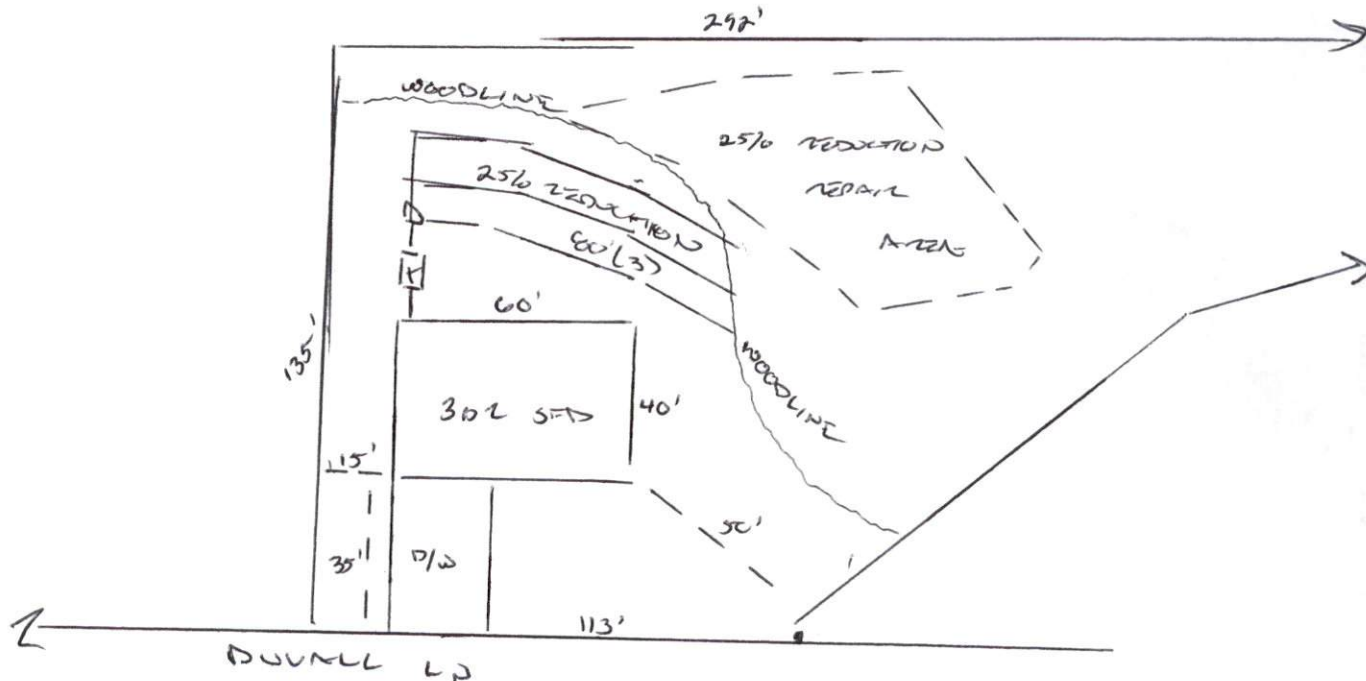 292'
WOODLINE
25% REDUCTION
REPAIR
AREA
25% REDUCTION
80' (3)
D
T
60'
135'
3BR SFD
40'
WOODLINE
15'
35'
D/W
50'
113'
DUVALL LN